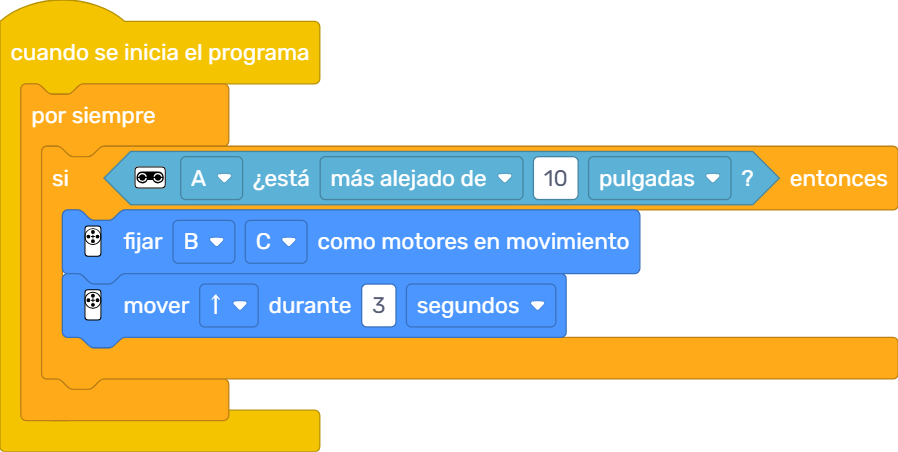 cuando se inicia el programa
por siempre
si A ¿está más alejado de 10 pulgadas ? entonces
fijar B C como motores en movimiento
mover ↑ durante 3 segundos